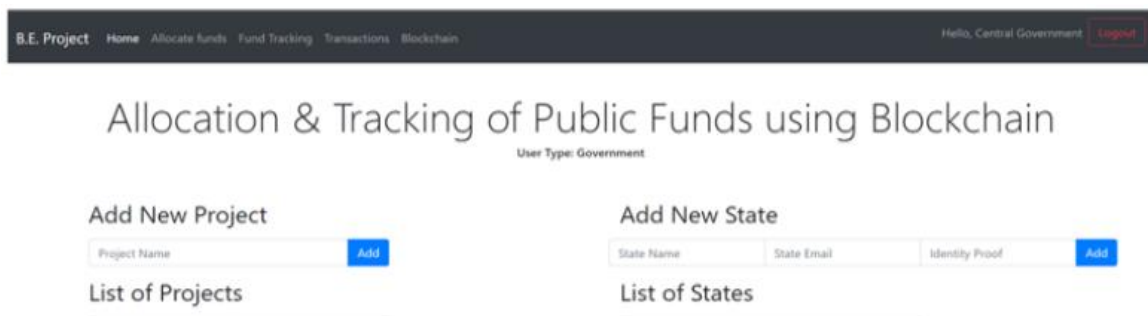 B.E. Project Home Allocate funds Fund Tracking Transactions Blockchain Hello, Central Government Logout
Allocation & Tracking of Public Funds using Blockchain
User Type: Government
Add New Project
Project Name Add
List of Projects
Add New State
State Name State Email Identity Proof Add
List of States